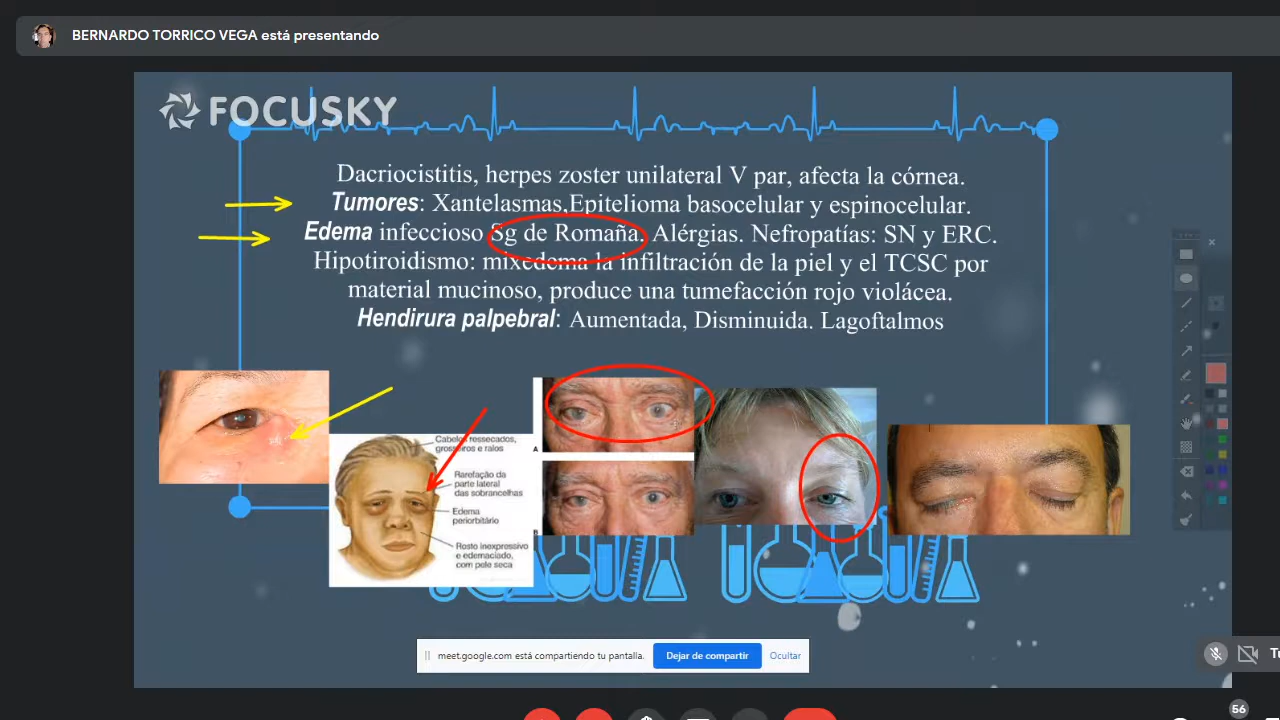 BERNARDO TORRICO VEGA está presentando
FOCUSKY
Dacriocistitis, herpes zoster unilateral V par, afecta la córnea.
Tumores: Xantelasmas,Epitelioma basocelular y espinocelular.
Edema infeccioso Sg de Romaña. Alérgias. Nefropatías: SN y ERC.
Hipotiroidismo: mixedema la infiltración de la piel y el TCSC por
material mucinoso, produce una tumefacción rojo violácea.
Hendirura palpebral: Aumentada, Disminuida. Lagoftalmos
Cabelos ressecados,
grosseiros e ralos
Rarefação da
parte lateral
das sobrancelhas
Edema
periorbitário
Rosto inexpressivo
e edemaciado,
com pele seca
A
B
meet.google.com está compartiendo tu pantalla.
Dejar de compartir
Ocultar
Tu
56